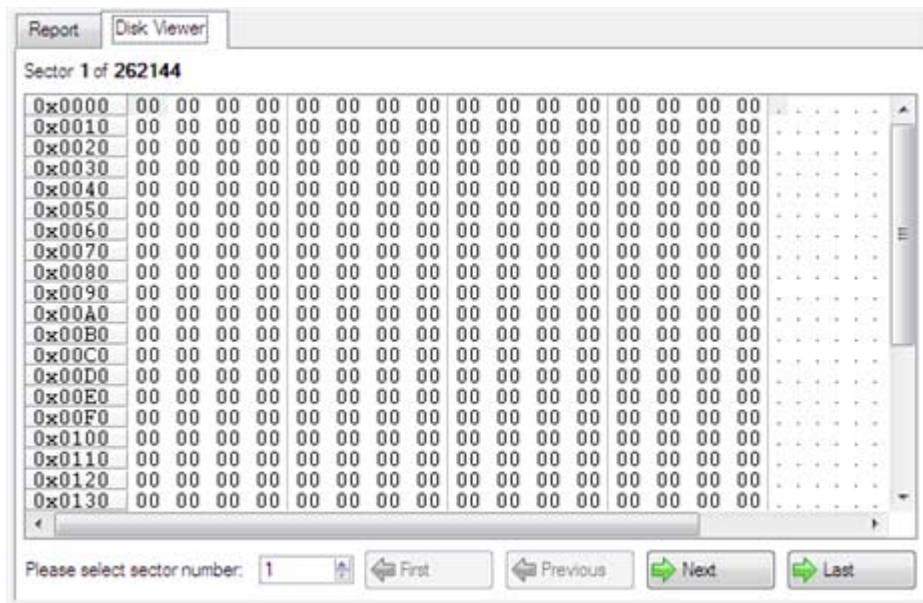 Report Disk Viewer
Sector 1 of 262144
0x0000 00 00 00 00 00 00 00 00 00 00 00 00 00 00 00 00 . . . . .
0x0010 00 00 00 00 00 00 00 00 00 00 00 00 00 00 00 00 . . . . .
0x0020 00 00 00 00 00 00 00 00 00 00 00 00 00 00 00 00 . . . . .
0x0030 00 00 00 00 00 00 00 00 00 00 00 00 00 00 00 00 . . . . .
0x0040 00 00 00 00 00 00 00 00 00 00 00 00 00 00 00 00 . . . . .
0x0050 00 00 00 00 00 00 00 00 00 00 00 00 00 00 00 00 . . . . .
0x0060 00 00 00 00 00 00 00 00 00 00 00 00 00 00 00 00 . . . . .
0x0070 00 00 00 00 00 00 00 00 00 00 00 00 00 00 00 00 . . . . .
0x0080 00 00 00 00 00 00 00 00 00 00 00 00 00 00 00 00 . . . . .
0x0090 00 00 00 00 00 00 00 00 00 00 00 00 00 00 00 00 . . . . .
0x00A0 00 00 00 00 00 00 00 00 00 00 00 00 00 00 00 00 . . . . .
0x00B0 00 00 00 00 00 00 00 00 00 00 00 00 00 00 00 00 . . . . .
0x00C0 00 00 00 00 00 00 00 00 00 00 00 00 00 00 00 00 . . . . .
0x00D0 00 00 00 00 00 00 00 00 00 00 00 00 00 00 00 00 . . . . .
0x00E0 00 00 00 00 00 00 00 00 00 00 00 00 00 00 00 00 . . . . .
0x00F0 00 00 00 00 00 00 00 00 00 00 00 00 00 00 00 00 . . . . .
0x0100 00 00 00 00 00 00 00 00 00 00 00 00 00 00 00 00 . . . . .
0x0110 00 00 00 00 00 00 00 00 00 00 00 00 00 00 00 00 . . . . .
0x0120 00 00 00 00 00 00 00 00 00 00 00 00 00 00 00 00 . . . . .
0x0130 00 00 00 00 00 00 00 00 00 00 00 00 00 00 00 00 . . . . .
Please select sector number: 1 First Previous Next Last